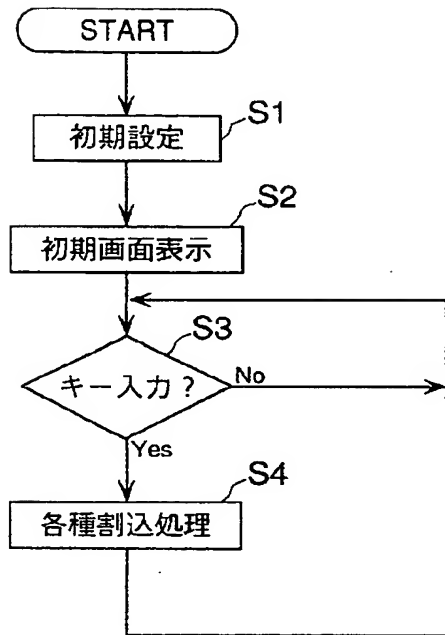 START
S1
初期設定
S2
初期画面表示
S3
キー入力?
No
Yes
S4
各種割込処理